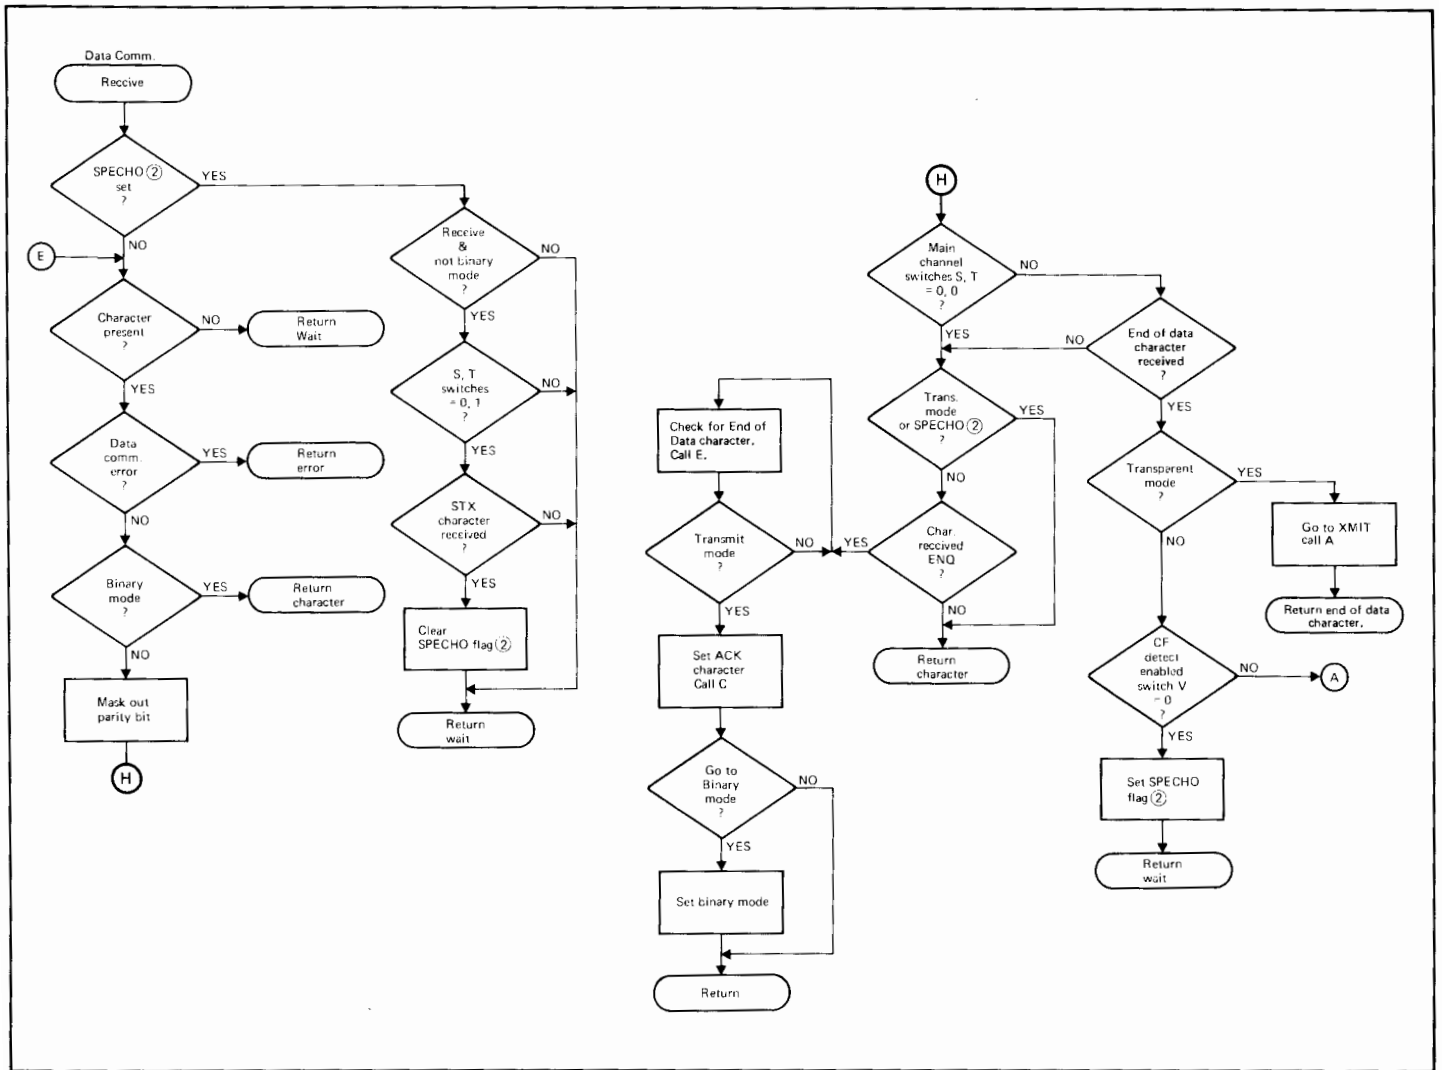 Data Comm.
Receive
SPECHO ②
set
?
YES
NO
E
Character
present
?
NO
Return
Wait
YES
Data
comm.
error
?
YES
Return
error
NO
Binary
mode
?
YES
Return
character
NO
Mask out
parity bit
H
Receive
&
not binary
mode
?
NO
YES
S, T
switches
= 0, 1
?
NO
YES
STX
character
received
?
NO
YES
Clear
SPECHO flag ②
Return
wait
H
Main
channel
switches S, T
= 0, 0
?
NO
YES
End of data
character
received
?
NO
YES
Trans.
mode
or SPECHO ②
?
YES
NO
Char.
received
ENQ
?
YES
NO
Return
character
Check for End of
Data character.
Call E.
Transmit
mode
?
NO
YES
Set ACK
character
Call C
Go to
Binary
mode
?
NO
YES
Set binary mode
Return
Transparent
mode
?
YES
Go to XMIT
call A
Return end of data
character.
NO
CF
detect
enabled
switch V
= 0
?
NO
A
YES
Set SPECHO
flag ②
Return
wait